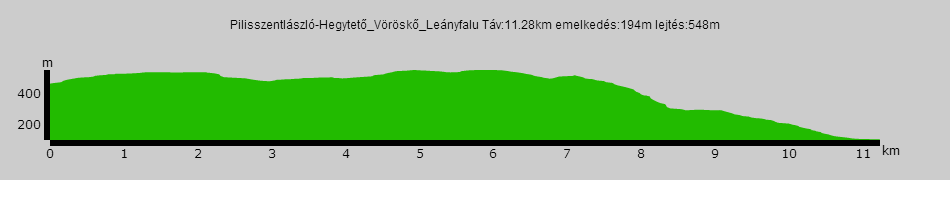 Pilisszentlászló-Hegytető_Vöröskő_Leányfalu Táv:11.28km emelkedés:194m lejtés:548m
m
400
200
0 1 2 3 4 5 6 7 8 9 10 11 km